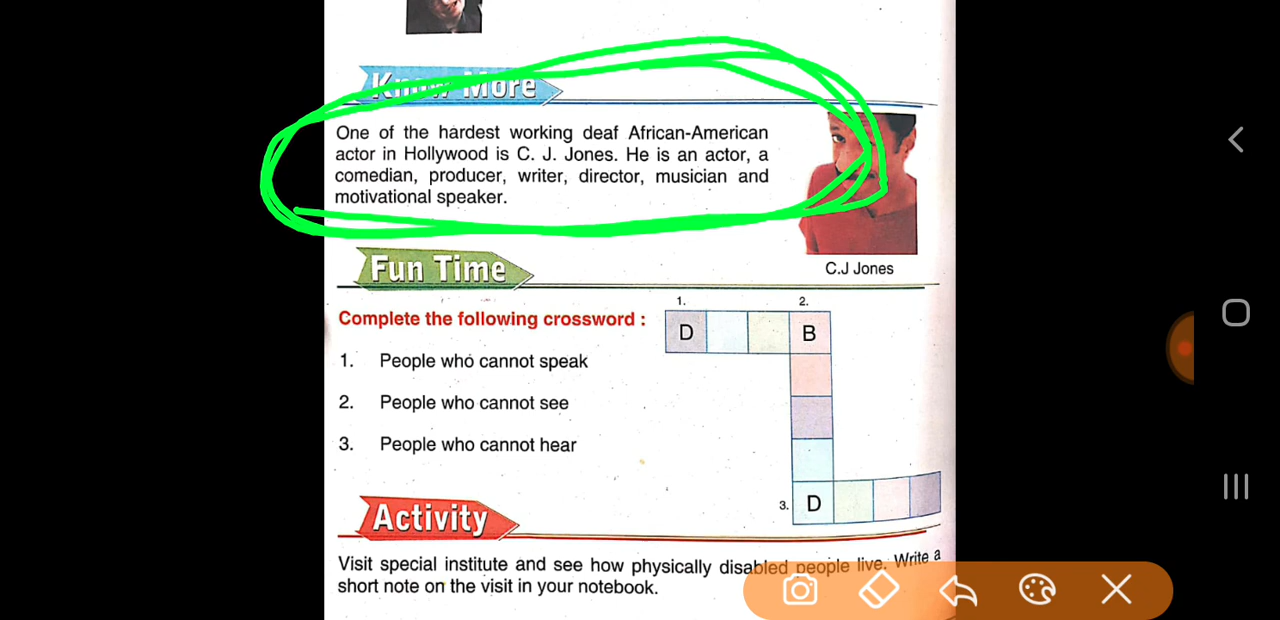 Know More
One of the hardest working deaf African-American
actor in Hollywood is C. J. Jones. He is an actor, a
comedian, producer, writer, director, musician and
motivational speaker.
C.J Jones
Fun Time
Complete the following crossword :
1. People who cannot speak
2. People who cannot see
3. People who cannot hear
1. 2.
D B
3. D
Activity
Visit special institute and see how physically disabled people live. Write a
short note on the visit in your notebook.